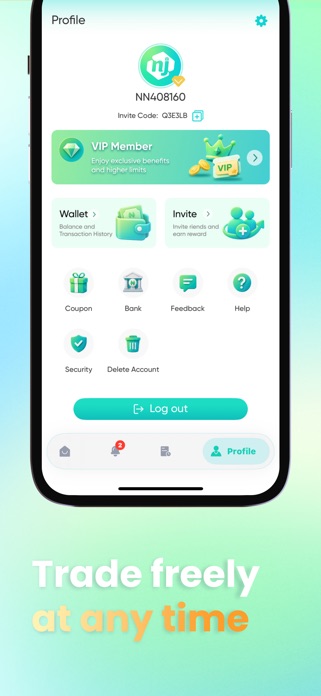 Profile
nj
NN408160
Invite Code: Q3E3LB
VIP Member
Enjoy exclusive benefits
and higher limits
VIP
Wallet
Balance and
Transaction History
Invite
Invite riends and
earn reward
Coupon
Bank
Feedback
Help
Security
Delete Account
Log out
2
Profile
Trade freely
at any time